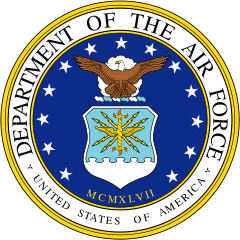 DEPARTMENT OF THE AIR FORCE
MCMXLVII
UNITED STATES OF AMERICA